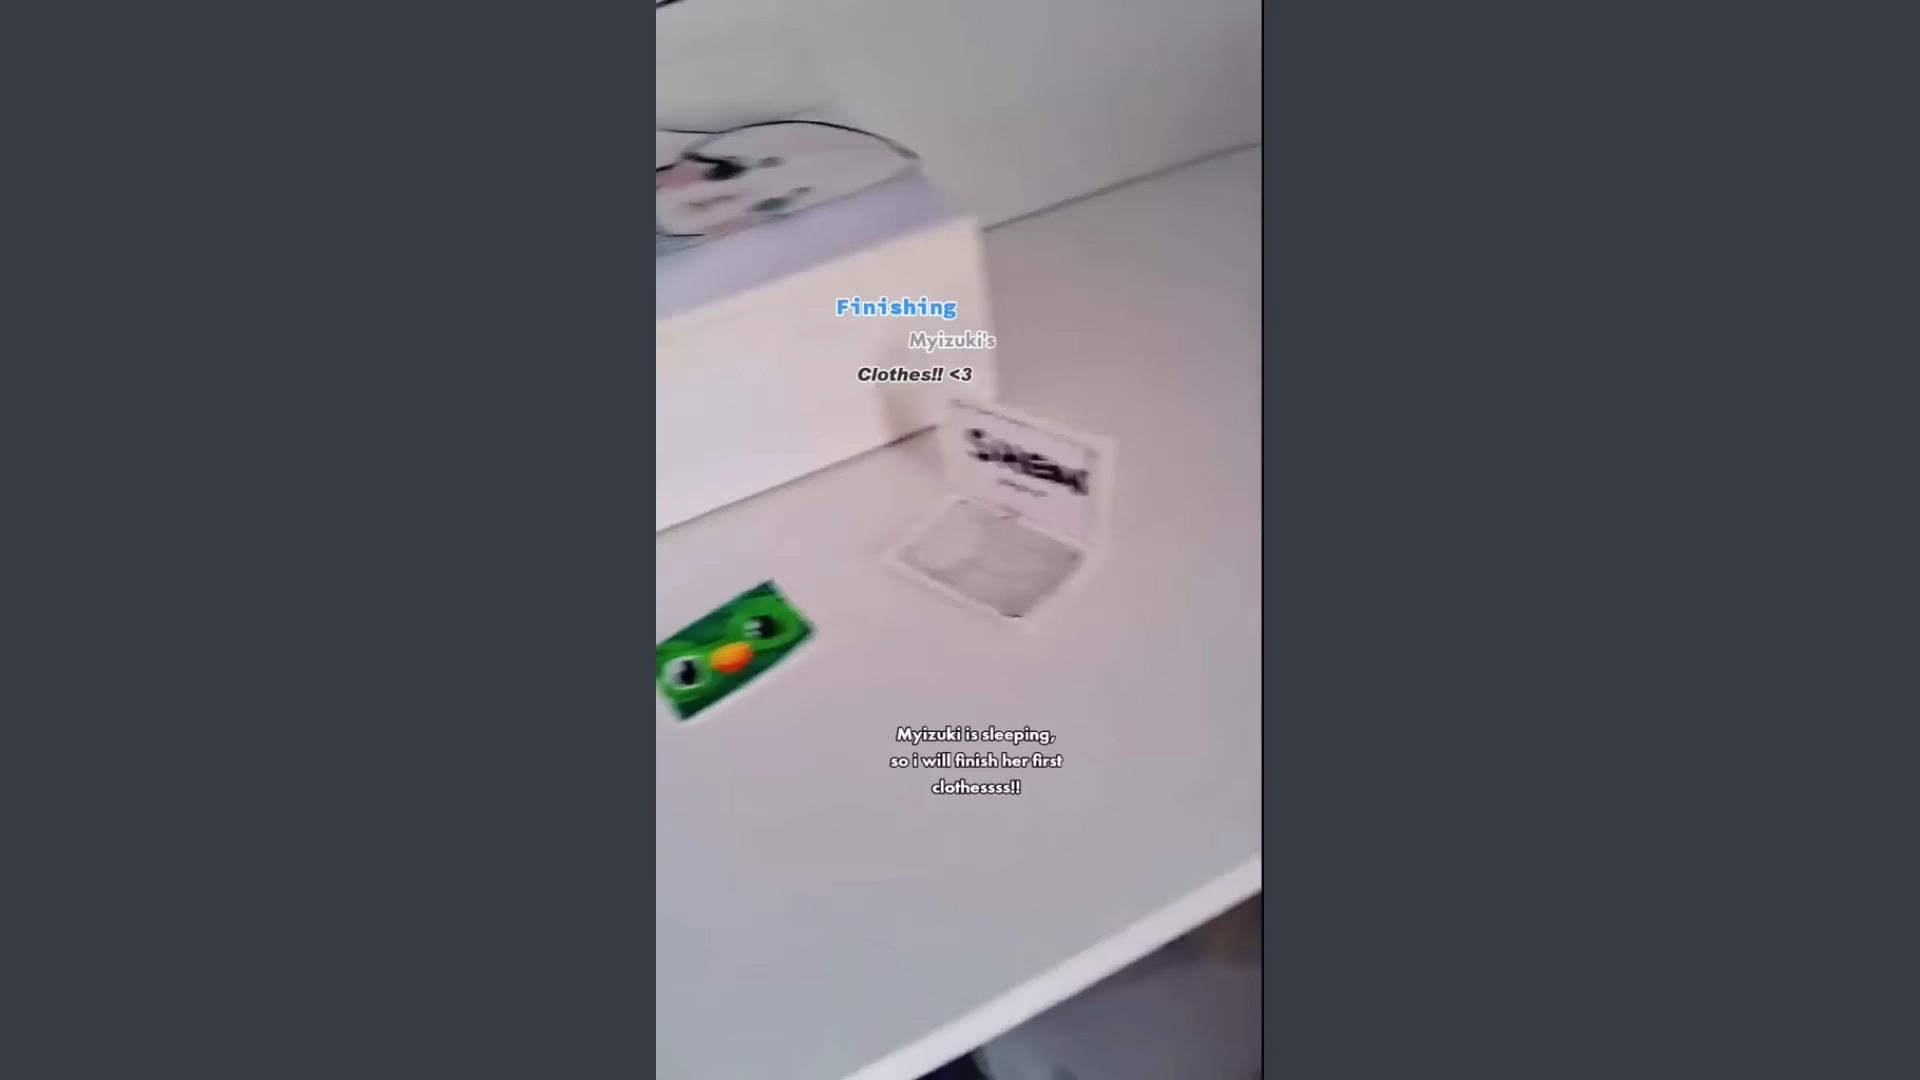 Finishing
Myizuki's
Clothes!! <3
Myizuki is sleeping,
so i will finish her first
clothessss!!